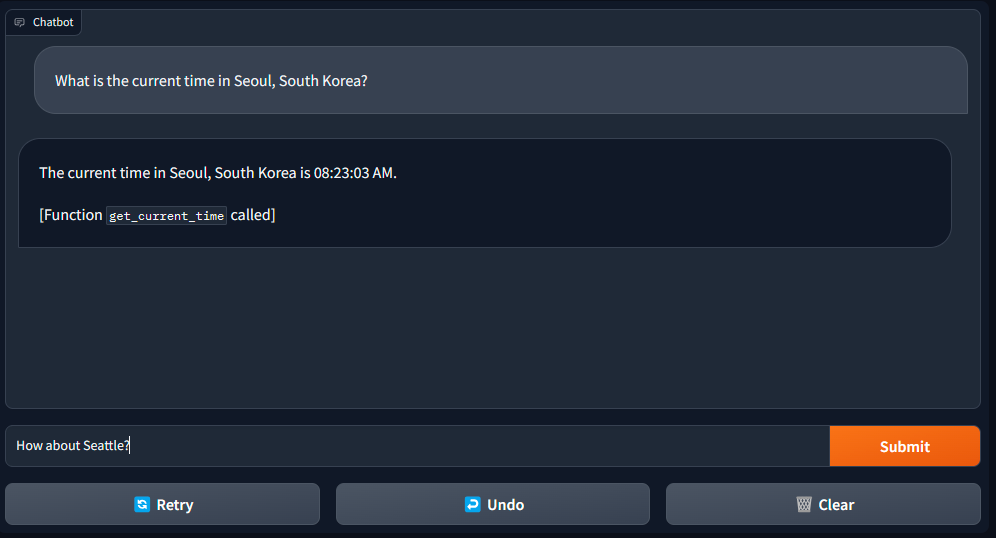 Chatbot
What is the current time in Seoul, South Korea?
The current time in Seoul, South Korea is 08:23:03 AM.
[Function get_current_time called]
How about Seattle?
Submit
Retry
Undo
Clear